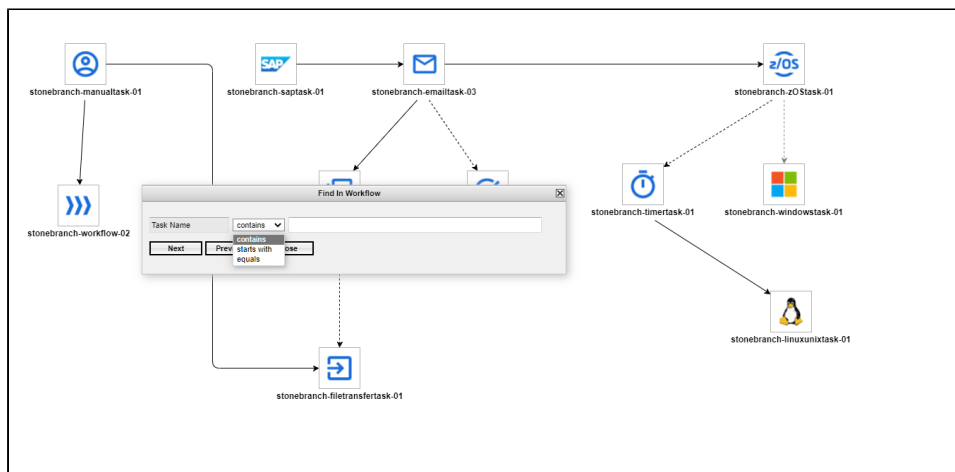 SAP
z/OS
stonebranch-manualtask-01
stonebranch-saptask-01
stonebranch-emailtask-03
stonebranch-zOStask-01
stonebranch-timertask-01
stonebranch-windowstask-01
stonebranch-workflow-02
Find In Workflow
Task Name
contains
contains
starts with
equals
Next
stonebranch-linuxunixtask-01
stonebranch-filetransfertask-01